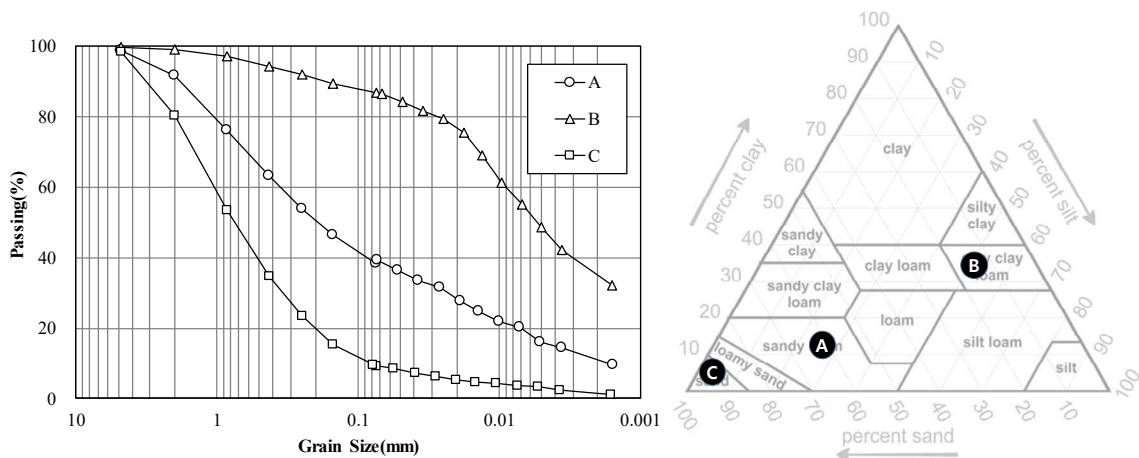 100
80
60
40
20
0
10
1
0.1
0.01
0.001
Passing(%)
Grain Size(mm)
A
B
C
100
90
80
70
60
50
40
30
20
10
percent clay
10
20
30
40
50
60
70
80
90
100
percent silt
100
90
80
70
60
50
40
30
20
10
percent sand
clay
silty
clay
sandy
clay
clay loam
clay
loam
B
sandy clay
loam
loam
silt loam
sandy
A
loamy sand
silt
C